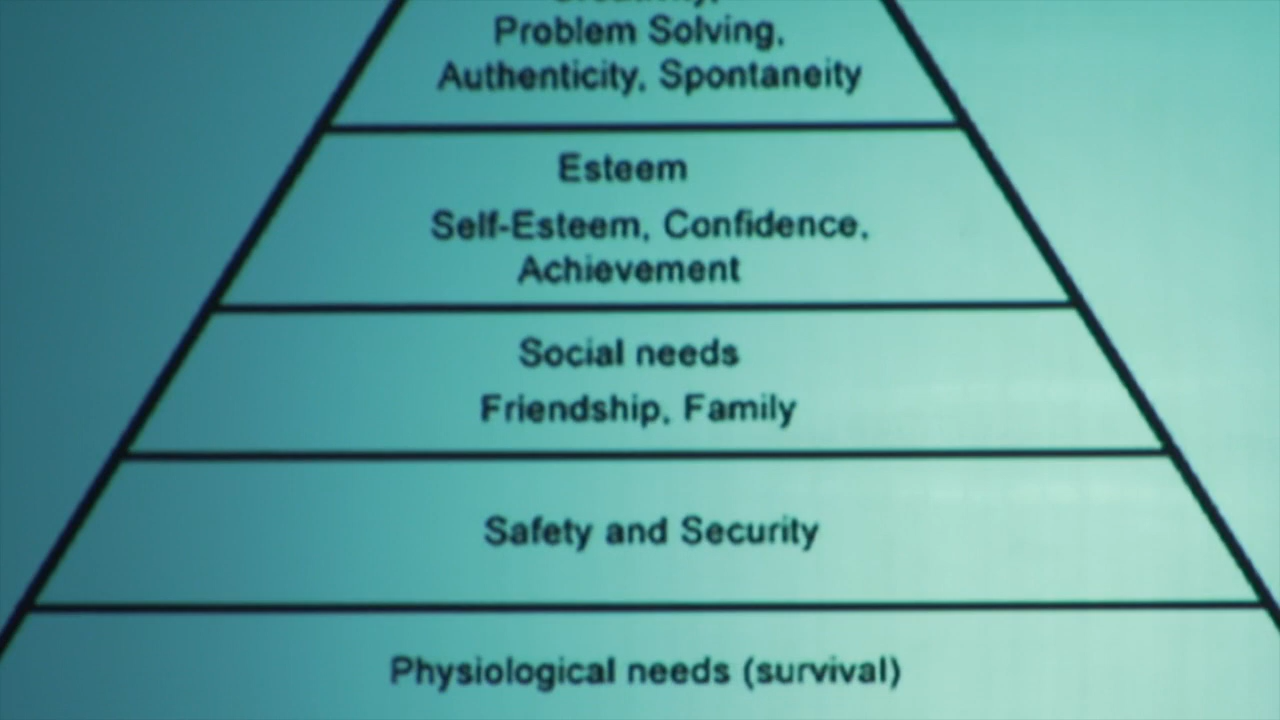 Problem Solving,
Authenticity, Spontaneity
Esteem
Self-Esteem, Confidence,
Achievement
Social needs
Friendship, Family
Safety and Security
Physiological needs (survival)